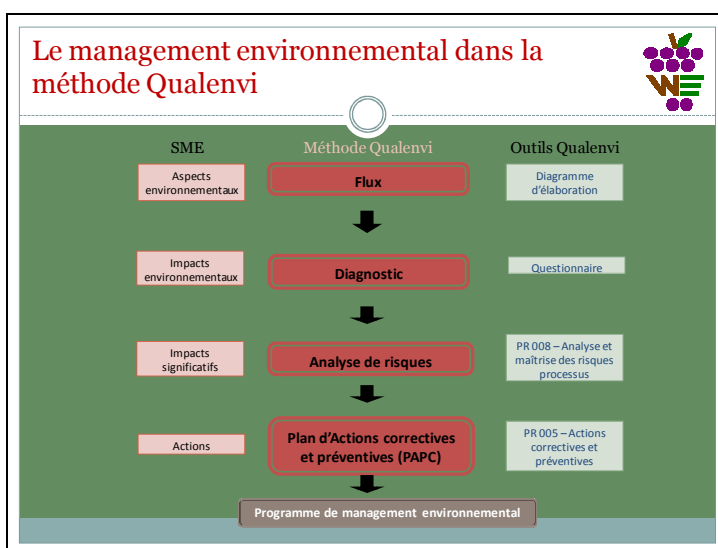 Le management environnemental dans la
méthode Qualenvi
WE
SME
Méthode Qualenvi
Outils Qualenvi
Aspects
environnementaux
Flux
Diagramme
d'élaboration
Impacts
environnementaux
Diagnostic
Questionnaire
Impacts
significatifs
Analyse de risques
PR 008 – Analyse et
maîtrise des risques
processus
Actions
Plan d'Actions correctives
et préventives (PAPC)
PR 005 – Actions
correctives et
préventives
Programme de management environnemental